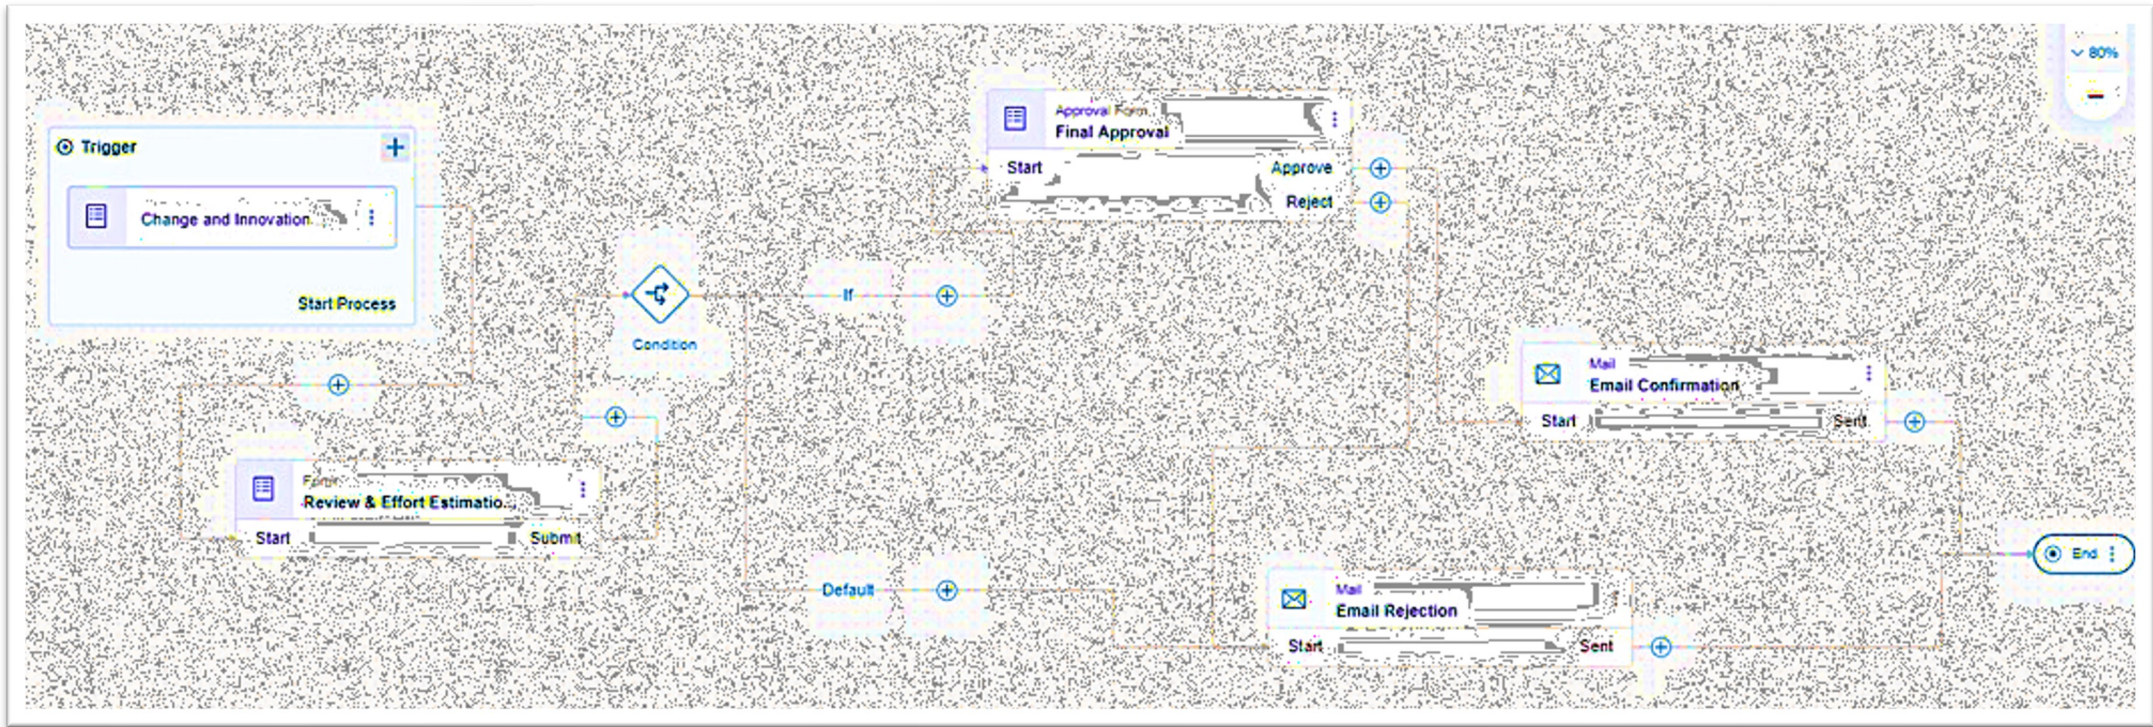 80%
Trigger
Change and Innovation...
Start Process
Approval Form
Final Approval
Start
Approve
Reject
If
Condition
Mail
Email Confirmation
Start
Sent
Form
Review & Effort Estimatio...
Start
Submit
End
Default
Mail
Email Rejection
Start
Sent